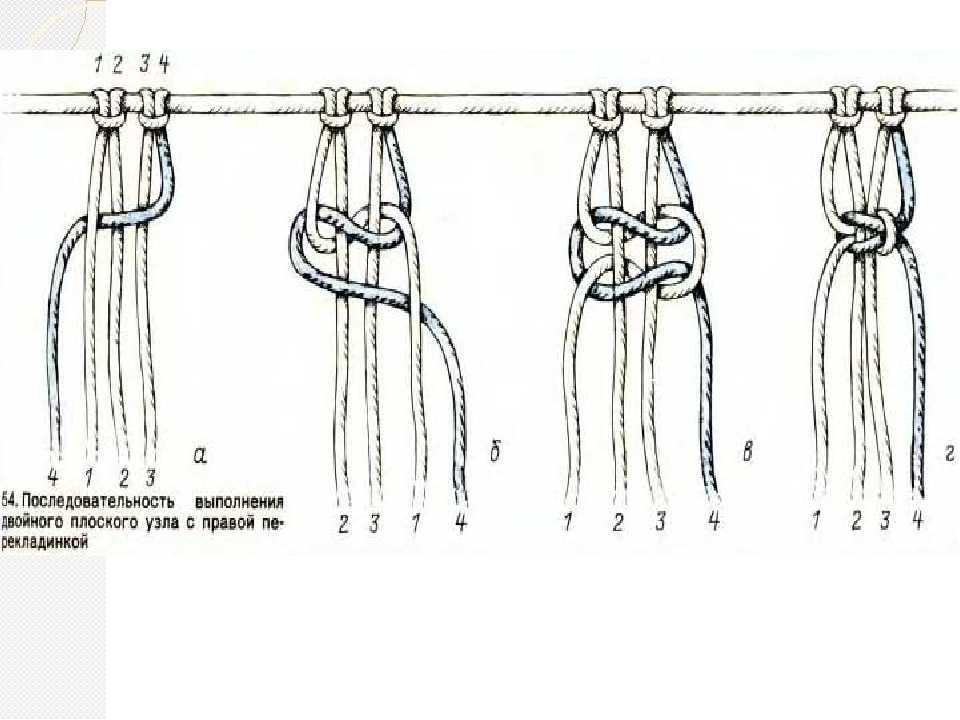 1 2 3 4
а
б
в
г
4 1 2 3
2 3 1 4
1 2 3 4
1 2 3 4
54. Последовательность выполнения
двойного плоского узла с правой пе-
рекладинкой